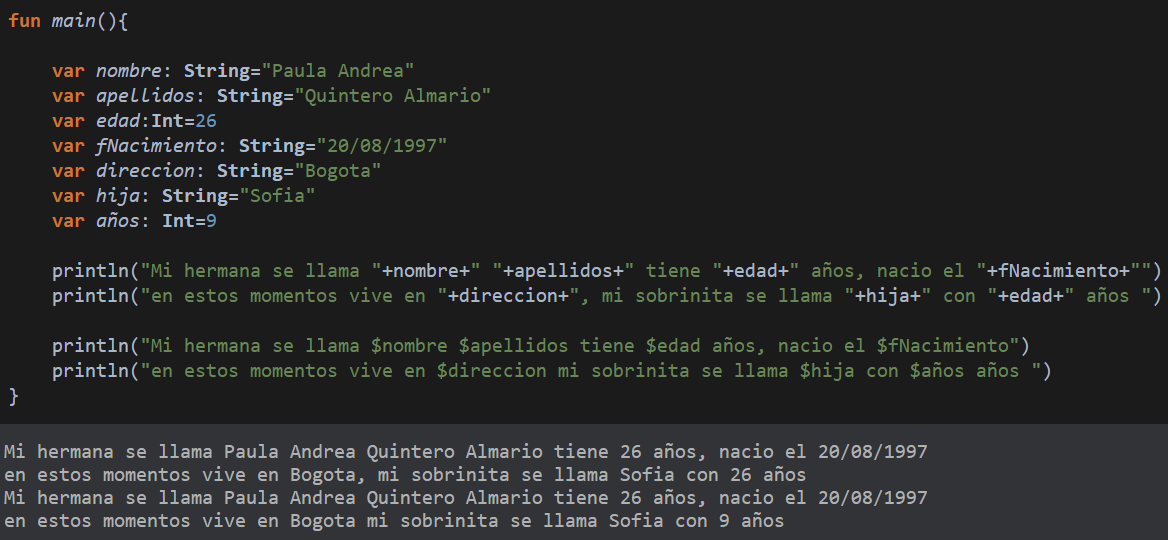 fun main(){
var nombre: String="Paula Andrea"
var apellidos: String="Quintero Almario"
var edad:Int=26
var fNacimiento: String="20/08/1997"
var direccion: String="Bogota"
var hija: String="Sofia"
var años: Int=9
println("Mi hermana se llama "+nombre+" "+apellidos+" tiene "+edad+" años, nacio el "+fNacimiento+"")
println("en estos momentos vive en "+direccion+", mi sobrinita se llama "+hija+" con "+edad+" años ")
println("Mi hermana se llama $nombre $apellidos tiene $edad años, nacio el $fNacimiento")
println("en estos momentos vive en $direccion mi sobrinita se llama $hija con $años años ")
}
Mi hermana se llama Paula Andrea Quintero Almario tiene 26 años, nacio el 20/08/1997
en estos momentos vive en Bogota, mi sobrinita se llama Sofia con 26 años
Mi hermana se llama Paula Andrea Quintero Almario tiene 26 años, nacio el 20/08/1997
en estos momentos vive en Bogota mi sobrinita se llama Sofia con 9 años